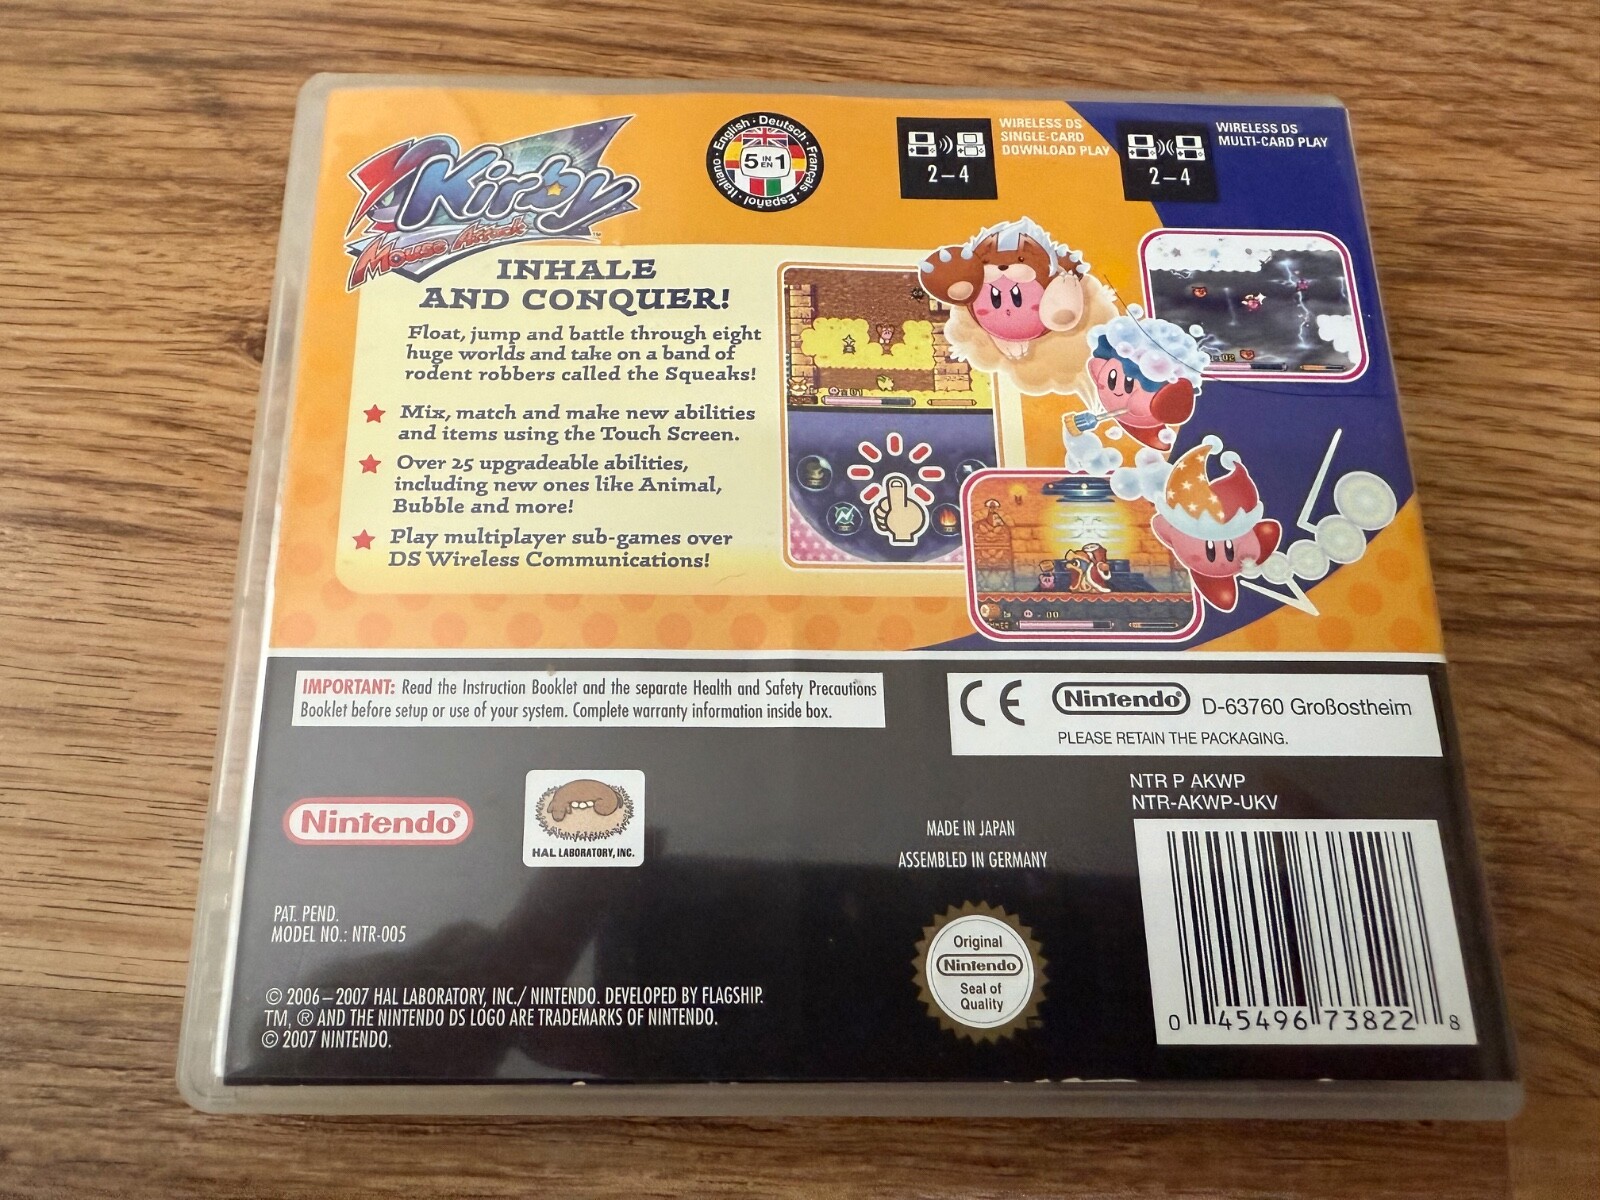 Kirby
Mouse Attack
TM
English · Deutsch · Français · Español · Italiano ·
5 IN EN 1
WIRELESS DS
SINGLE-CARD
DOWNLOAD PLAY
2–4
WIRELESS DS
MULTI-CARD PLAY
2–4
INHALE
AND CONQUER!
Float, jump and battle through eight
huge worlds and take on a band of
rodent robbers called the Squeaks!
Mix, match and make new abilities
and items using the Touch Screen.
Over 25 upgradeable abilities,
including new ones like Animal,
Bubble and more!
Play multiplayer sub-games over
DS Wireless Communications!
IMPORTANT: Read the Instruction Booklet and the separate Health and Safety Precautions
Booklet before setup or use of your system. Complete warranty information inside box.
CE Nintendo® D-63760 Großostheim
PLEASE RETAIN THE PACKAGING.
NTR P AKWP
NTR-AKWP-UKV
Nintendo®
HAL LABORATORY, INC.
MADE IN JAPAN
ASSEMBLED IN GERMANY
PAT. PEND.
MODEL NO.: NTR-005
Original
Nintendo
Seal of
Quality
© 2006–2007 HAL LABORATORY, INC./ NINTENDO. DEVELOPED BY FLAGSHIP.
TM, ® AND THE NINTENDO DS LOGO ARE TRADEMARKS OF NINTENDO.
© 2007 NINTENDO.
0 45496 73822 8